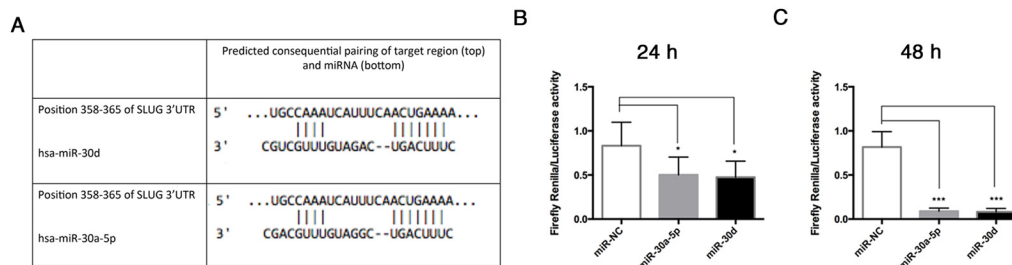 A
Predicted consequential pairing of target region (top)
and miRNA (bottom)
Position 358-365 of SLUG 3'UTR
5' ...UGCCAAAUCAUUUCAACUGAAAA...
hsa-miR-30d
3' CGUCGUUUGUAGAC--UGACUUUC
Position 358-365 of SLUG 3'UTR
5' ...UGCCAAAUCAUUUCAACUGAAAA...
hsa-miR-30a-5p
3' CGACGUUUGUAGGC--UGACUUUC
B
24 h
Firefly Renilla/Luciferase activity
1.5
1.0
0.5
0.0
*
*
miR-NC
miR-30a-5p
miR-30d
C
48 h
Firefly Renilla/Luciferase activity
1.5
1.0
0.5
0.0
***
***
miR-NC
miR-30a-5p
miR-30d